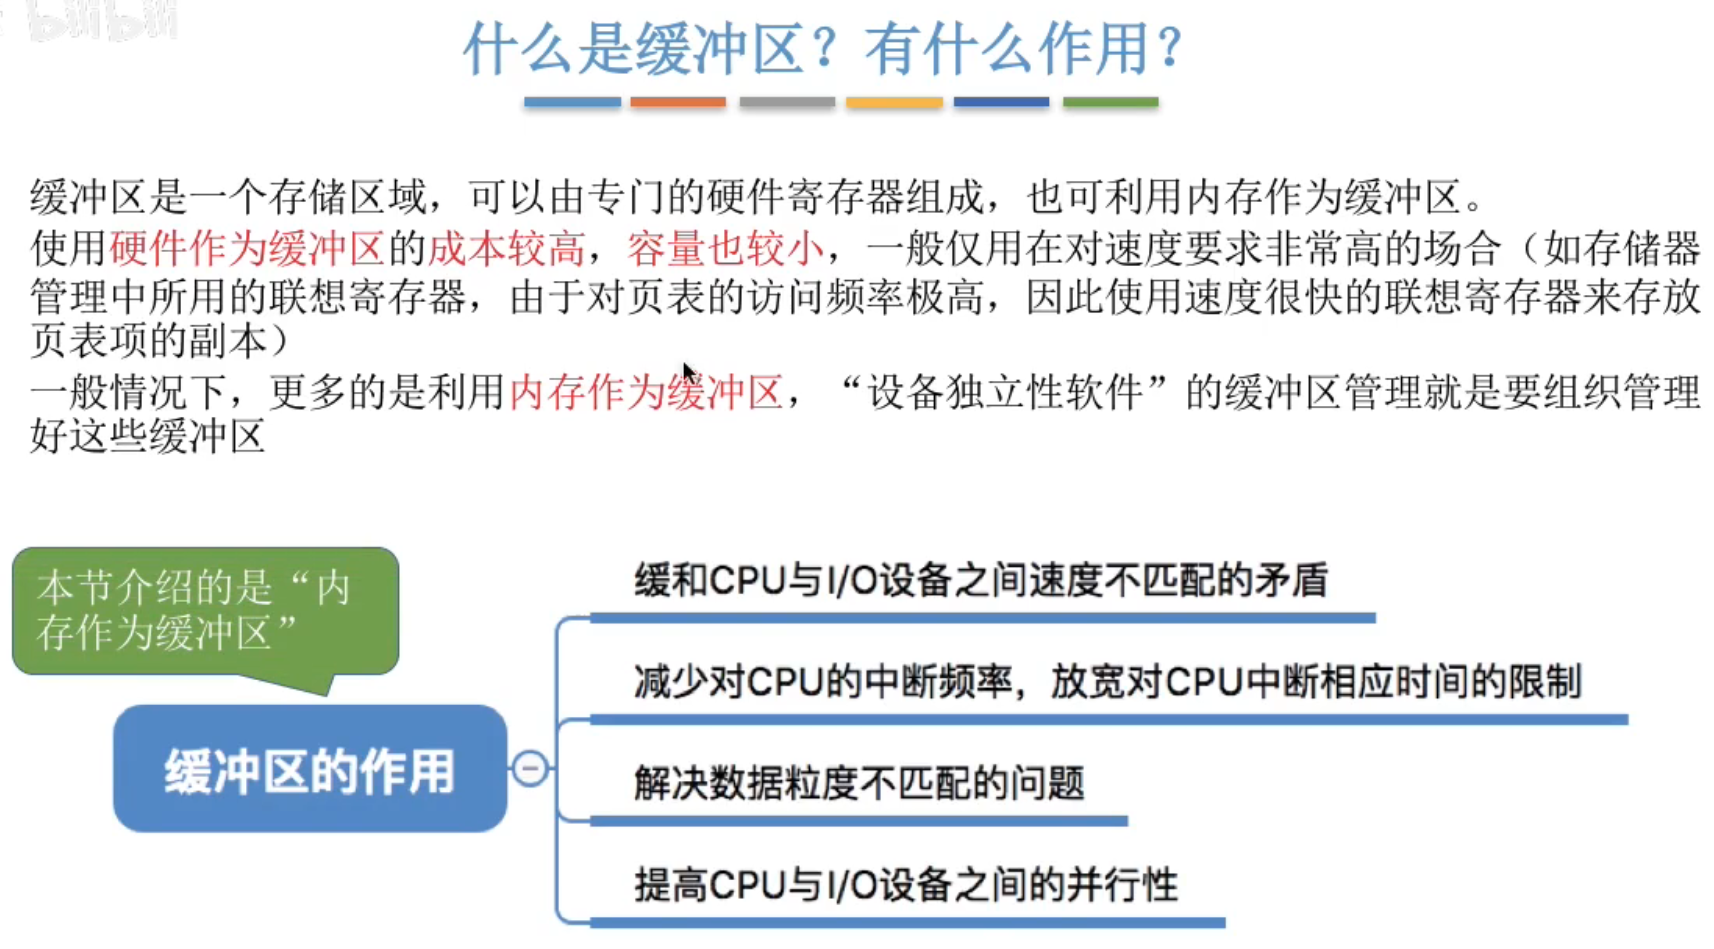 bilibili
什么是缓冲区？有什么作用？
缓冲区是一个存储区域，可以由专门的硬件寄存器组成，也可利用内存作为缓冲区。
使用硬件作为缓冲区的成本较高，容量也较小，一般仅用在对速度要求非常高的场合（如存储器
管理中所用的联想寄存器，由于对页表的访问频率极高，因此使用速度很快的联想寄存器来存放
页表项的副本）
一般情况下，更多的是利用内存作为缓冲区，“设备独立性软件”的缓冲区管理就是要组织管理
好这些缓冲区
本节介绍的是“内
存作为缓冲区”
缓冲区的作用
缓和CPU与I/O设备之间速度不匹配的矛盾
减少对CPU的中断频率，放宽对CPU中断相应时间的限制
解决数据粒度不匹配的问题
提高CPU与I/O设备之间的并行性